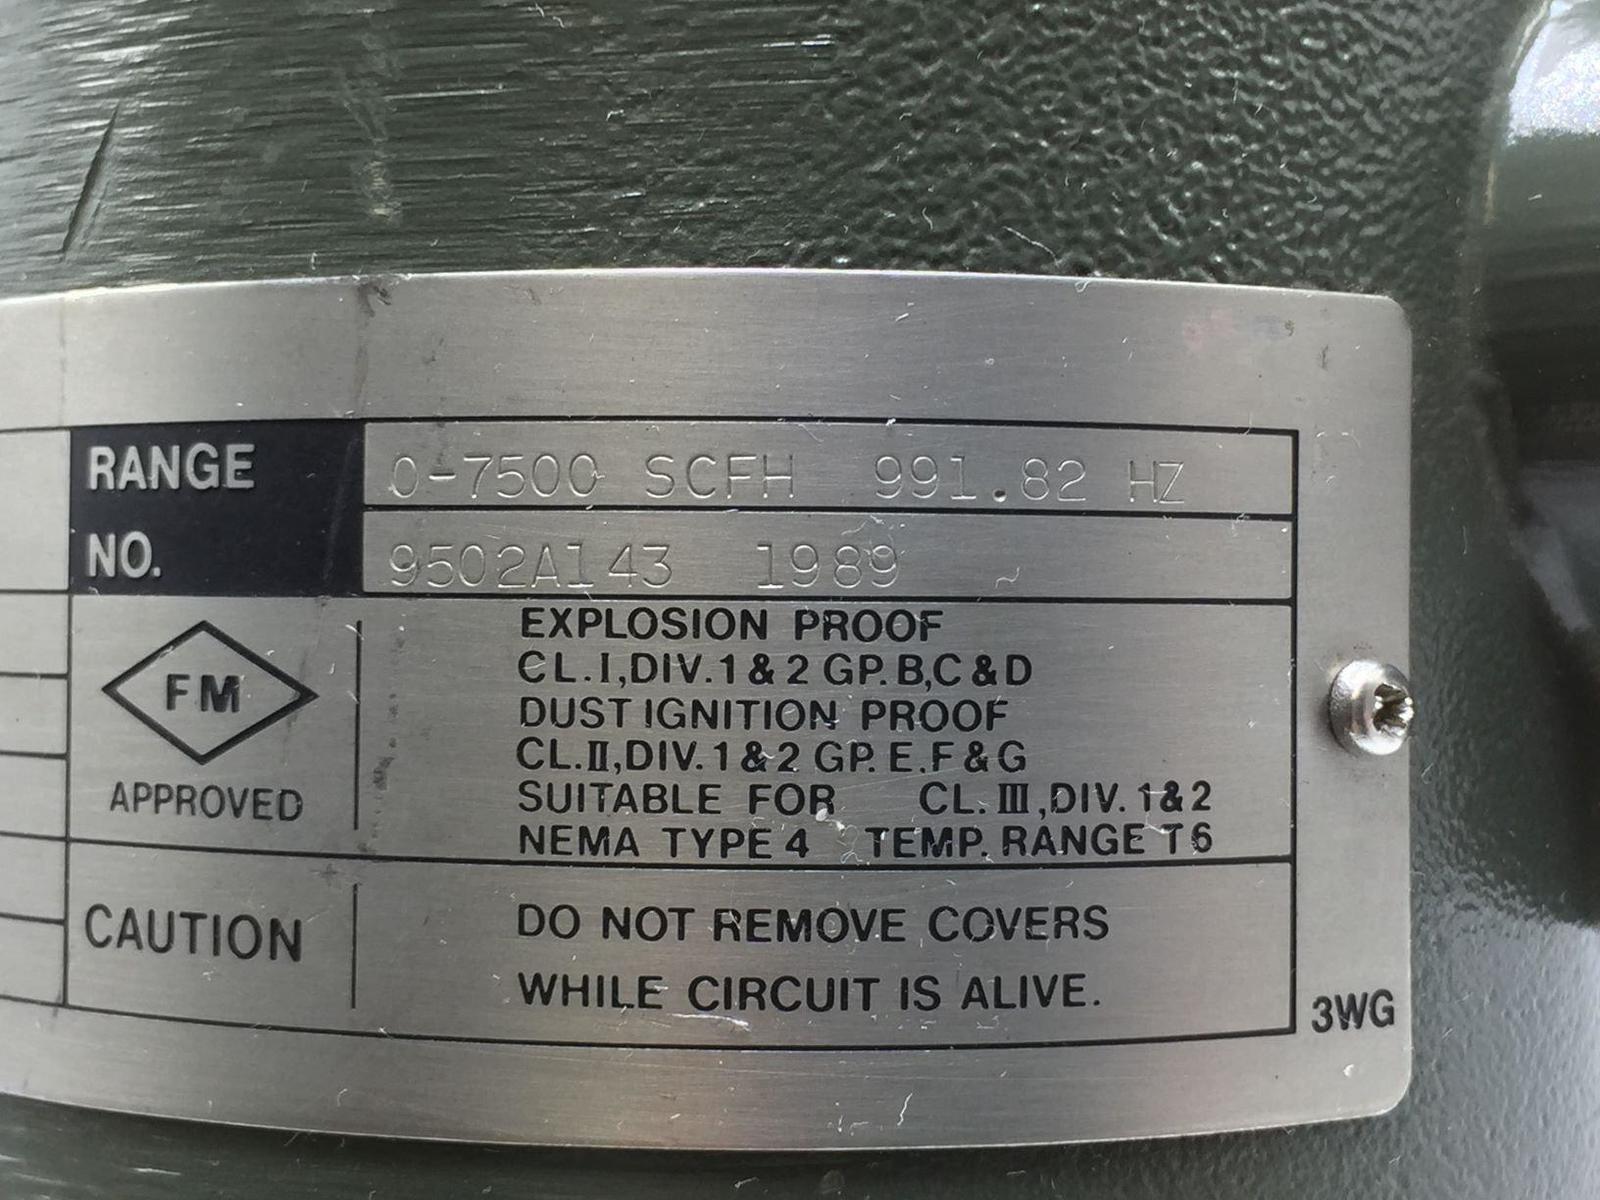 RANGE 0-7500 SCFH 991.82 HZ
NO. 9502A143 1989
FM
APPROVED
EXPLOSION PROOF
CL.I,DIV.1&2 GP.B,C&D
DUST IGNITION PROOF
CL.II,DIV.1&2 GP.E.F&G
SUITABLE FOR CL.III,DIV.1&2
NEMA TYPE 4 TEMP. RANGE T6
CAUTION
DO NOT REMOVE COVERS
WHILE CIRCUIT IS ALIVE.
3WG